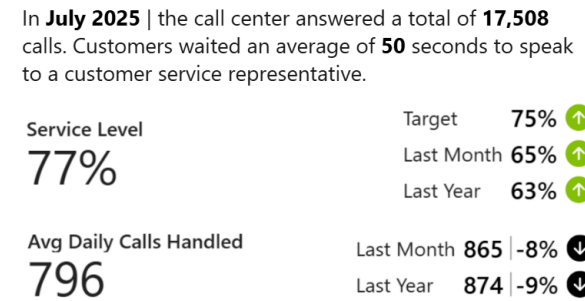 In July 2025 | the call center answered a total of 17,508
calls. Customers waited an average of 50 seconds to speak
to a customer service representative.
Service Level
77%
Target 75%
Last Month 65%
Last Year 63%
Avg Daily Calls Handled
796
Last Month 865 | -8%
Last Year 874 | -9%